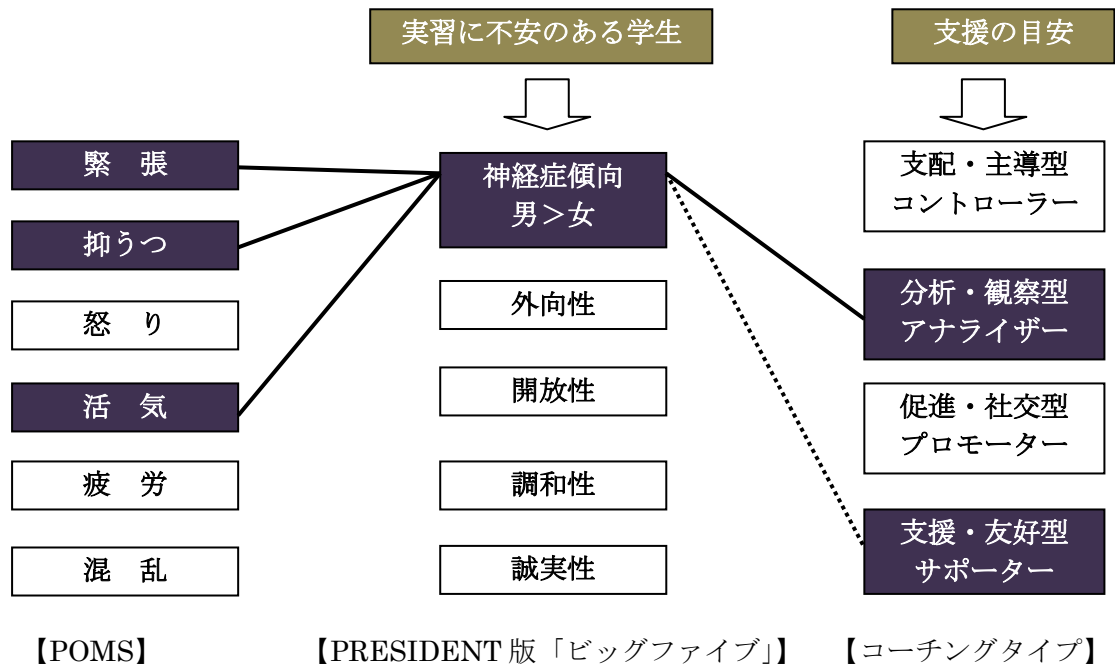 実習に不安のある学生
支援の目安
緊　張
抑うつ
怒　り
活　気
疲　労
混　乱
神経症傾向
男＞女
外向性
開放性
調和性
誠実性
支配・主導型
コントローラー
分析・観察型
アナライザー
促進・社交型
プロモーター
支援・友好型
サポーター
【POMS】
【PRESIDENT 版「ビッグファイブ」】
【コーチングタイプ】